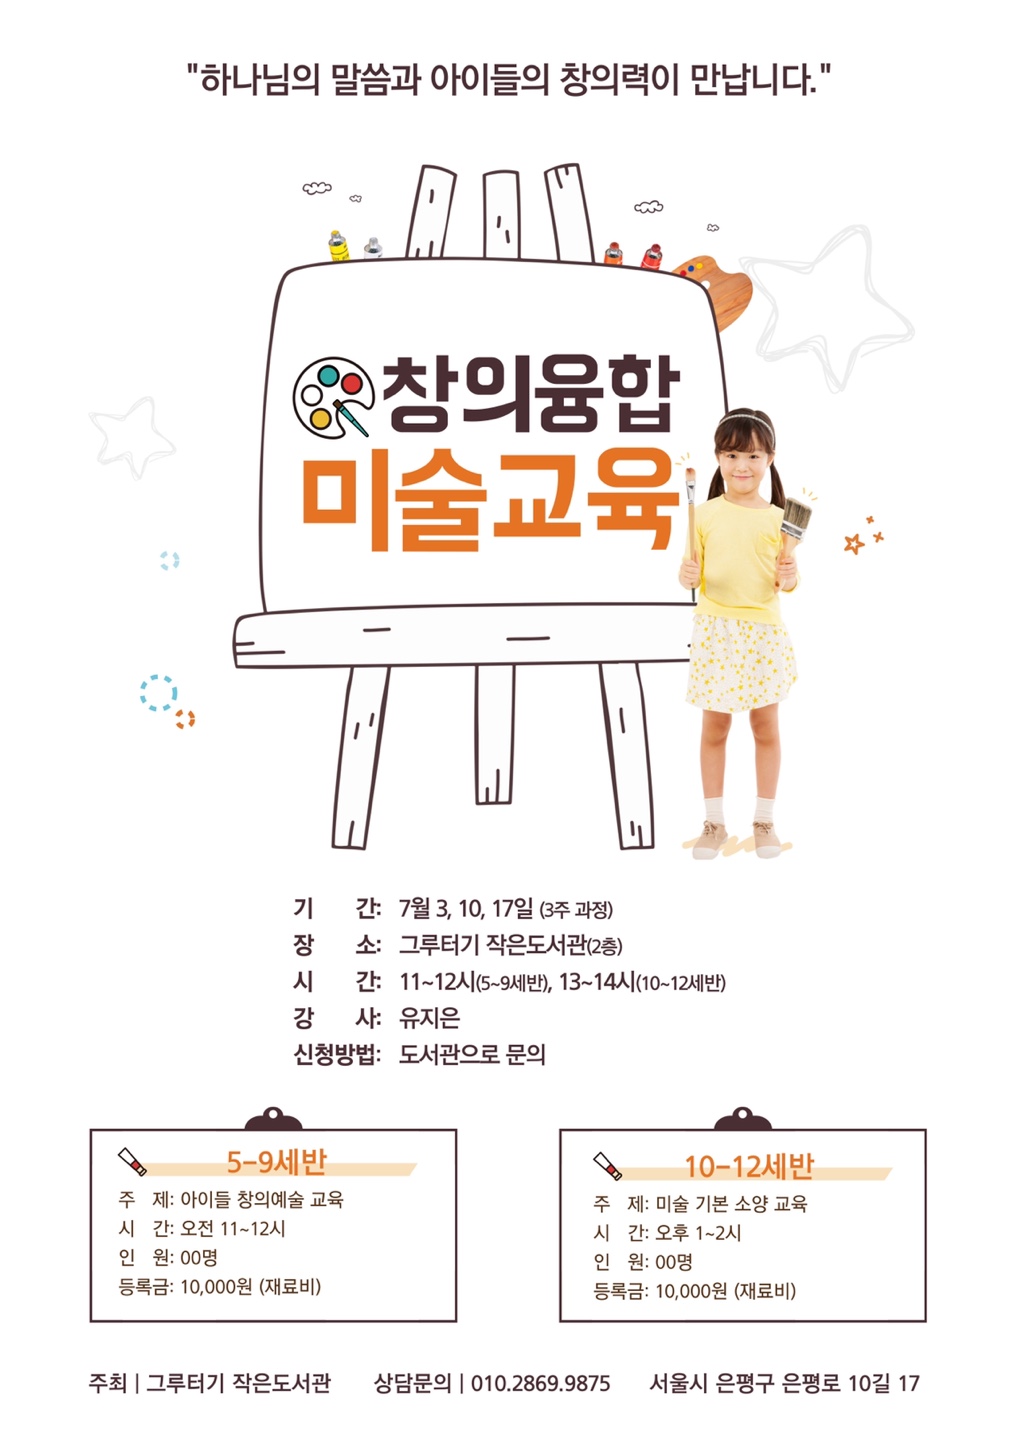 "하나님의 말씀과 아이들의 창의력이 만납니다."
창의융합
미술교육
기 간: 7월 3, 10, 17일 (3주 과정)
장 소: 그루터기 작은도서관(2층)
시 간: 11~12시(5~9세반), 13~14시(10~12세반)
강 사: 유지은
신청방법: 도서관으로 문의
5-9세반
주 제: 아이들 창의예술 교육
시 간: 오전 11~12시
인 원: 00명
등록금: 10,000원 (재료비)
10-12세반
주 제: 미술 기본 소양 교육
시 간: 오후 1~2시
인 원: 00명
등록금: 10,000원 (재료비)
주최 | 그루터기 작은도서관 상담문의 | 010.2869.9875 서울시 은평구 은평로 10길 17